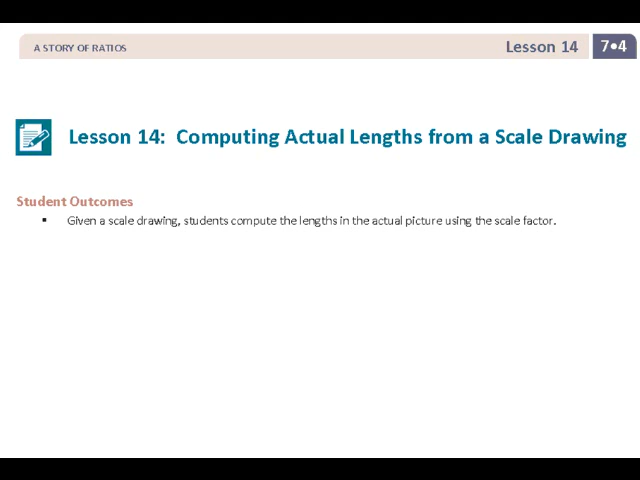 A STORY OF RATIOS
Lesson 14
7•4
Lesson 14: Computing Actual Lengths from a Scale Drawing
Student Outcomes
▪ Given a scale drawing, students compute the lengths in the actual picture using the scale factor.